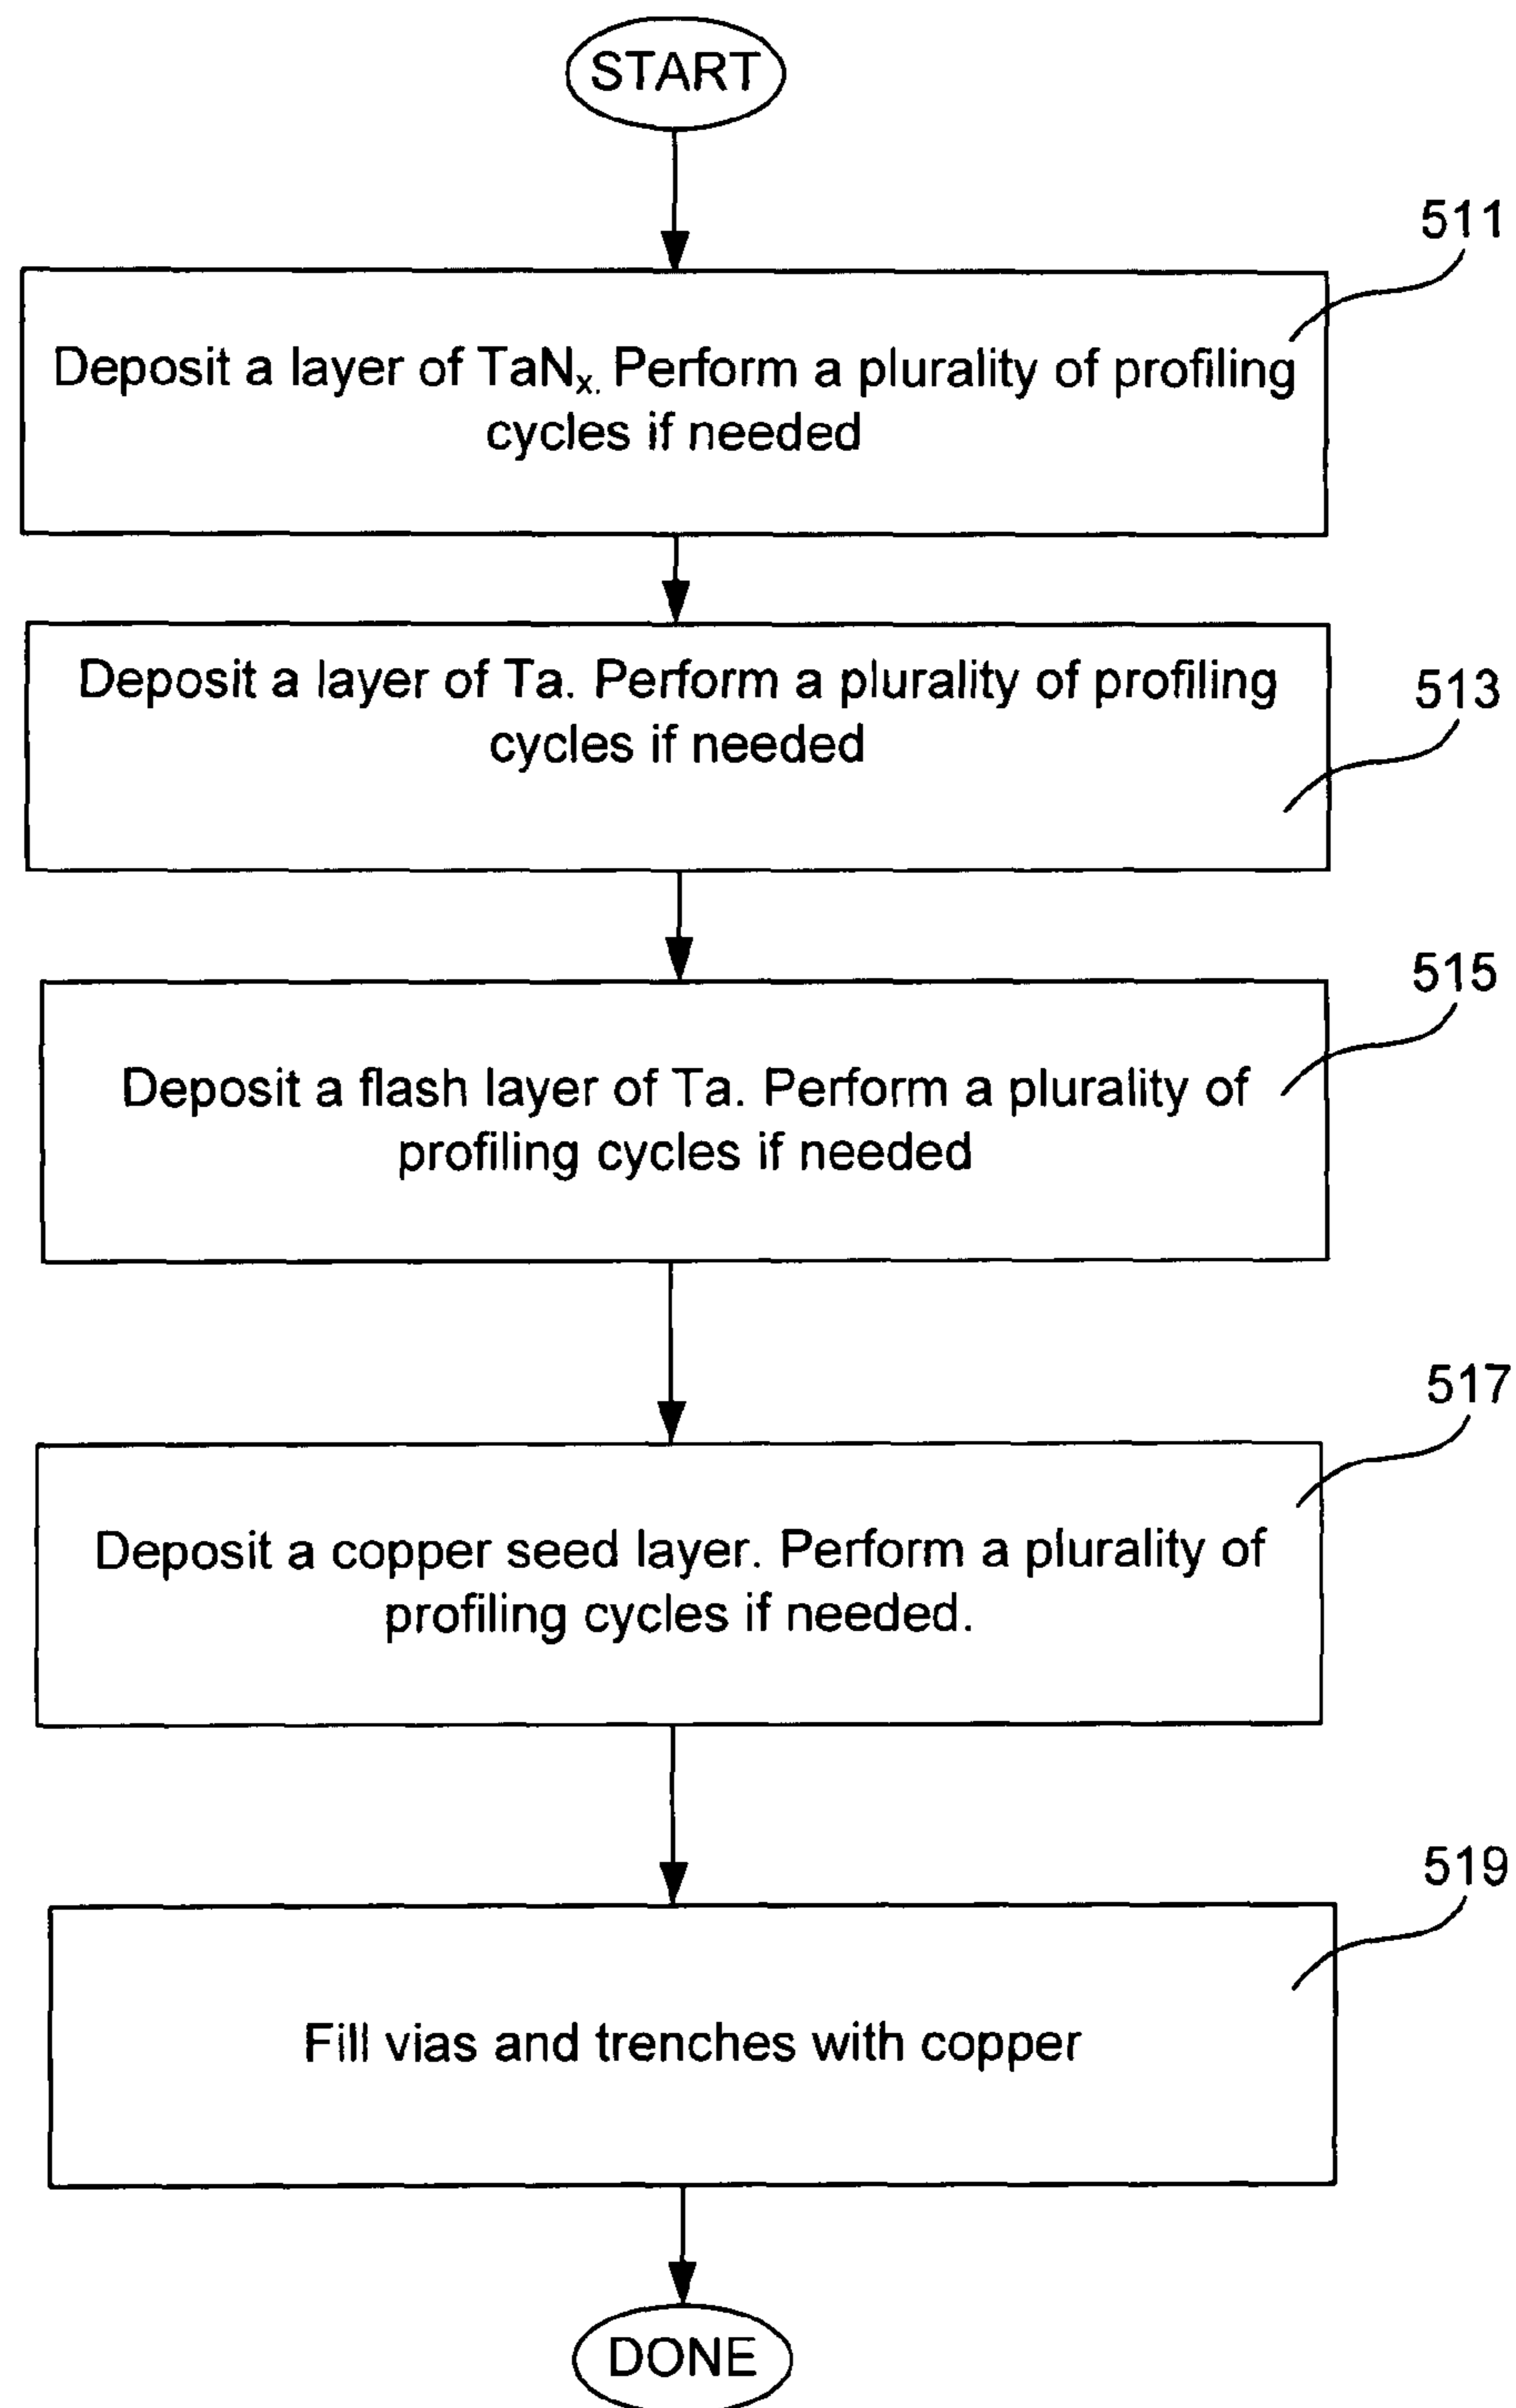 START
511
Deposit a layer of TaNₓ. Perform a plurality of profiling
cycles if needed
Deposit a layer of Ta. Perform a plurality of profiling
cycles if needed
513
515
Deposit a flash layer of Ta. Perform a plurality of
profiling cycles if needed
517
Deposit a copper seed layer. Perform a plurality of
profiling cycles if needed.
519
Fill vias and trenches with copper
DONE